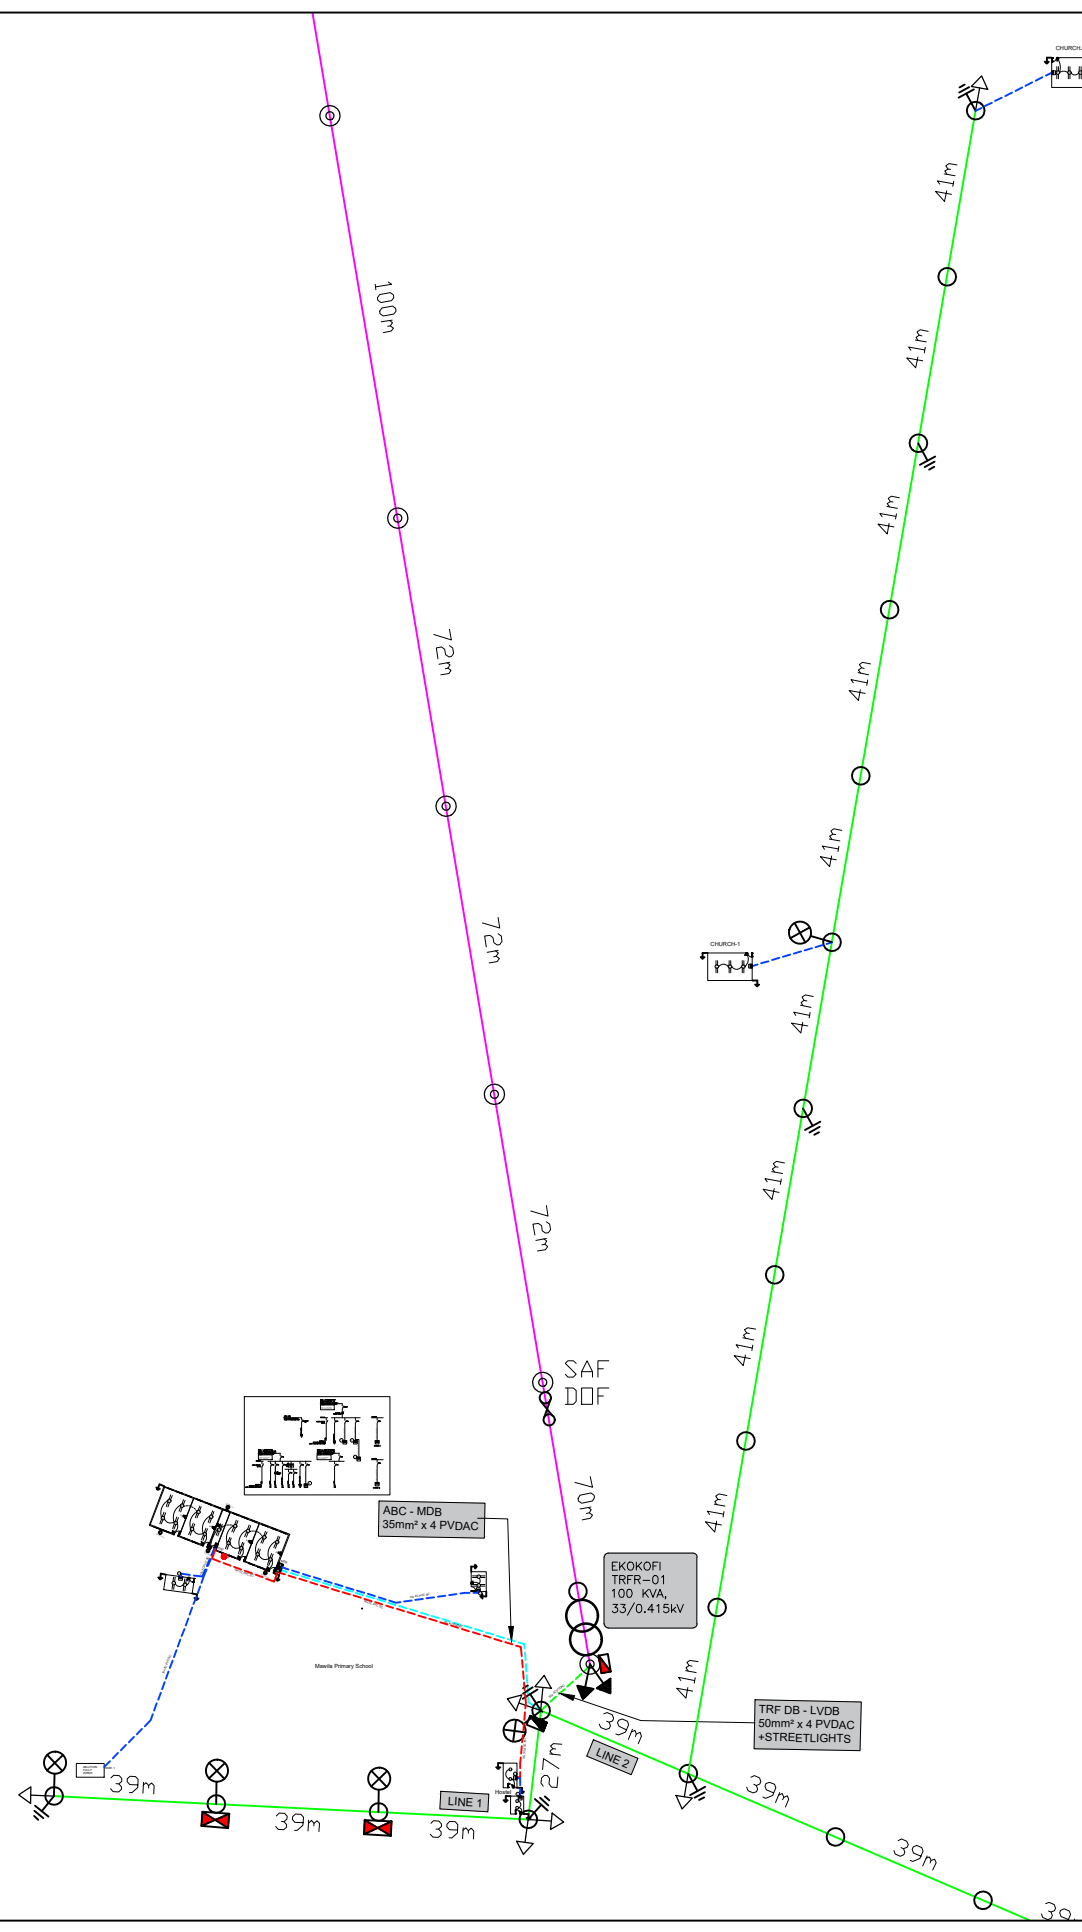 CHURCH-
41m
100m
41m
41m
72m
41m
41m
72m
CHURCH-1
41m
41m
72m
41m
SAF
DOF
41m
70m
ABC - MDB
35mm² x 4 PVDAC
EKOKOFI
TRFR-01
100 KVA,
33/0.415kV
Mawila Primary School
41m
TRF DB - LVDB
50mm² x 4 PVDAC
+STREETLIGHTS
39m
LINE 2
27m
39m
Hostel
LINE 1
39m
39m
39m
39m
39